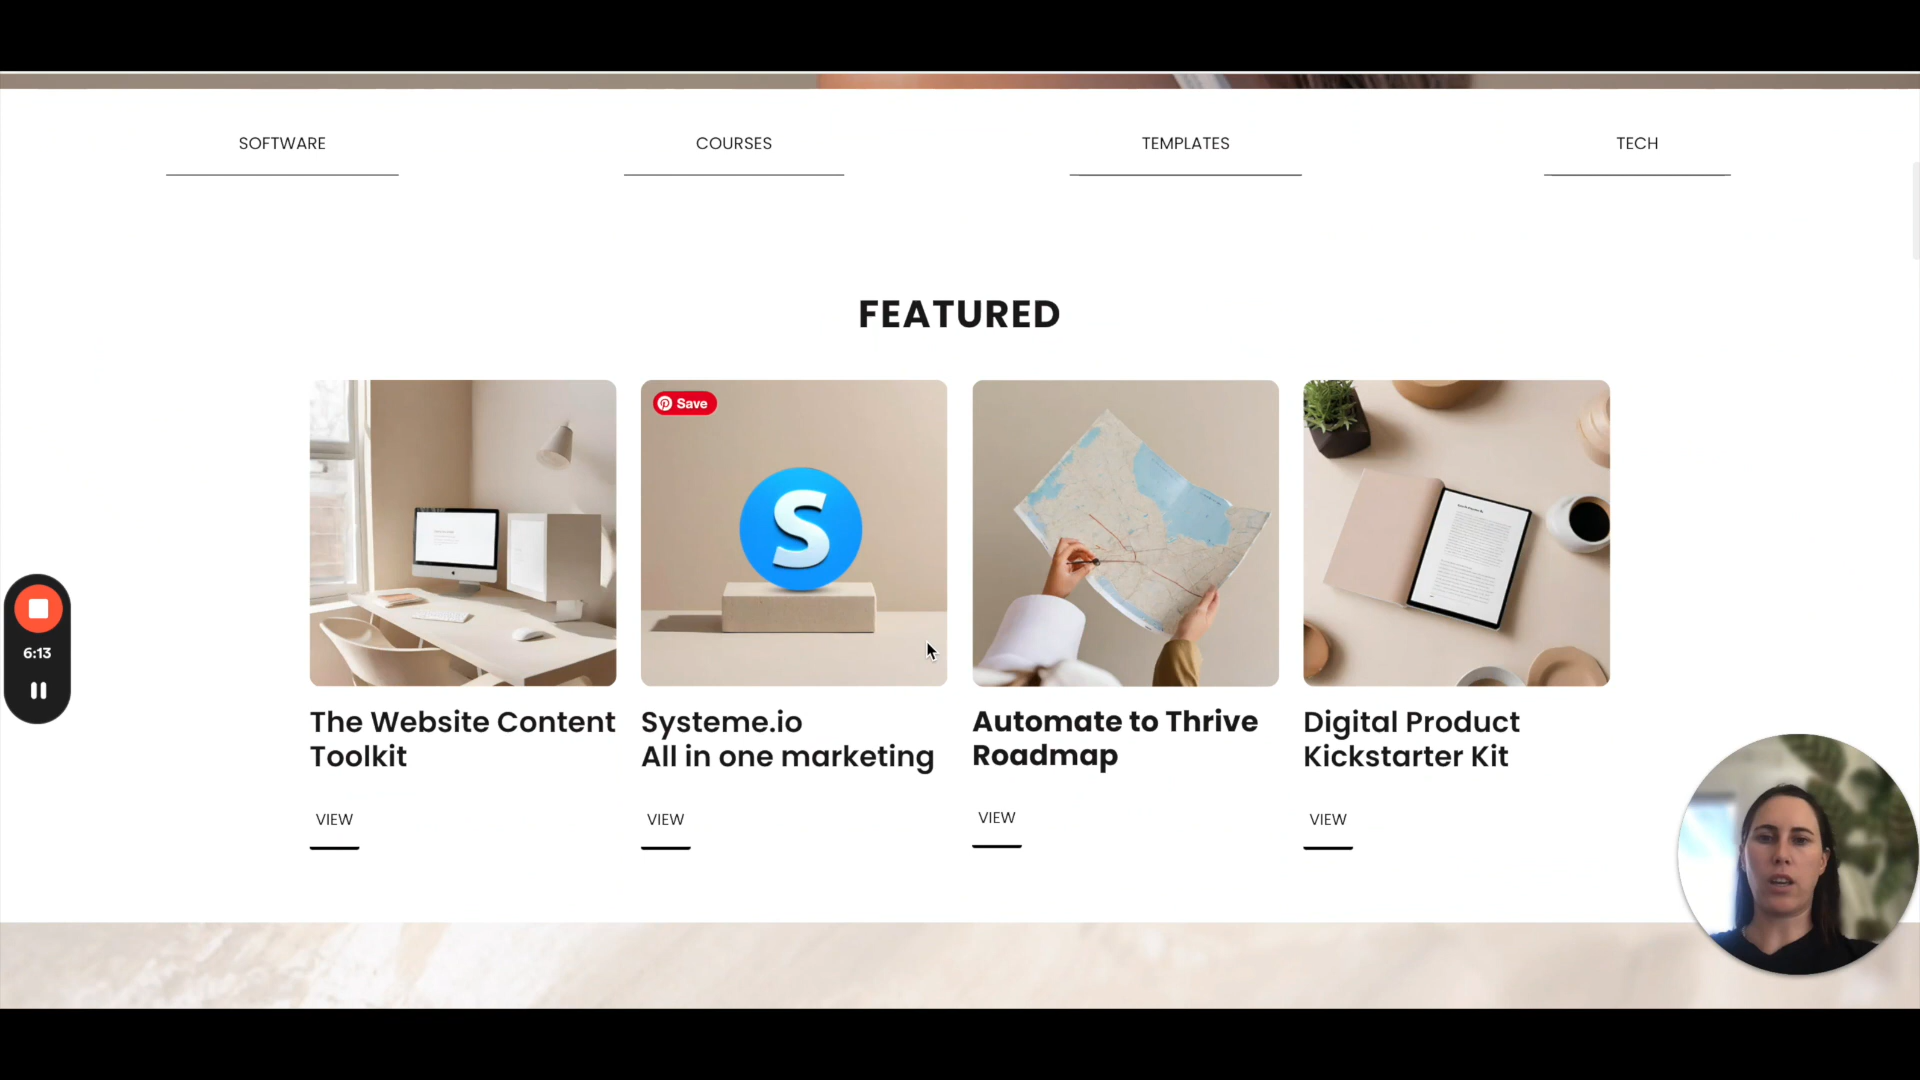 SOFTWARE
COURSES
TEMPLATES
TECH
FEATURED
Save
S
The Website Content
Toolkit
Systeme.io
All in one marketing
Automate to Thrive
Roadmap
Digital Product
Kickstarter Kit
VIEW
VIEW
VIEW
VIEW
6:13